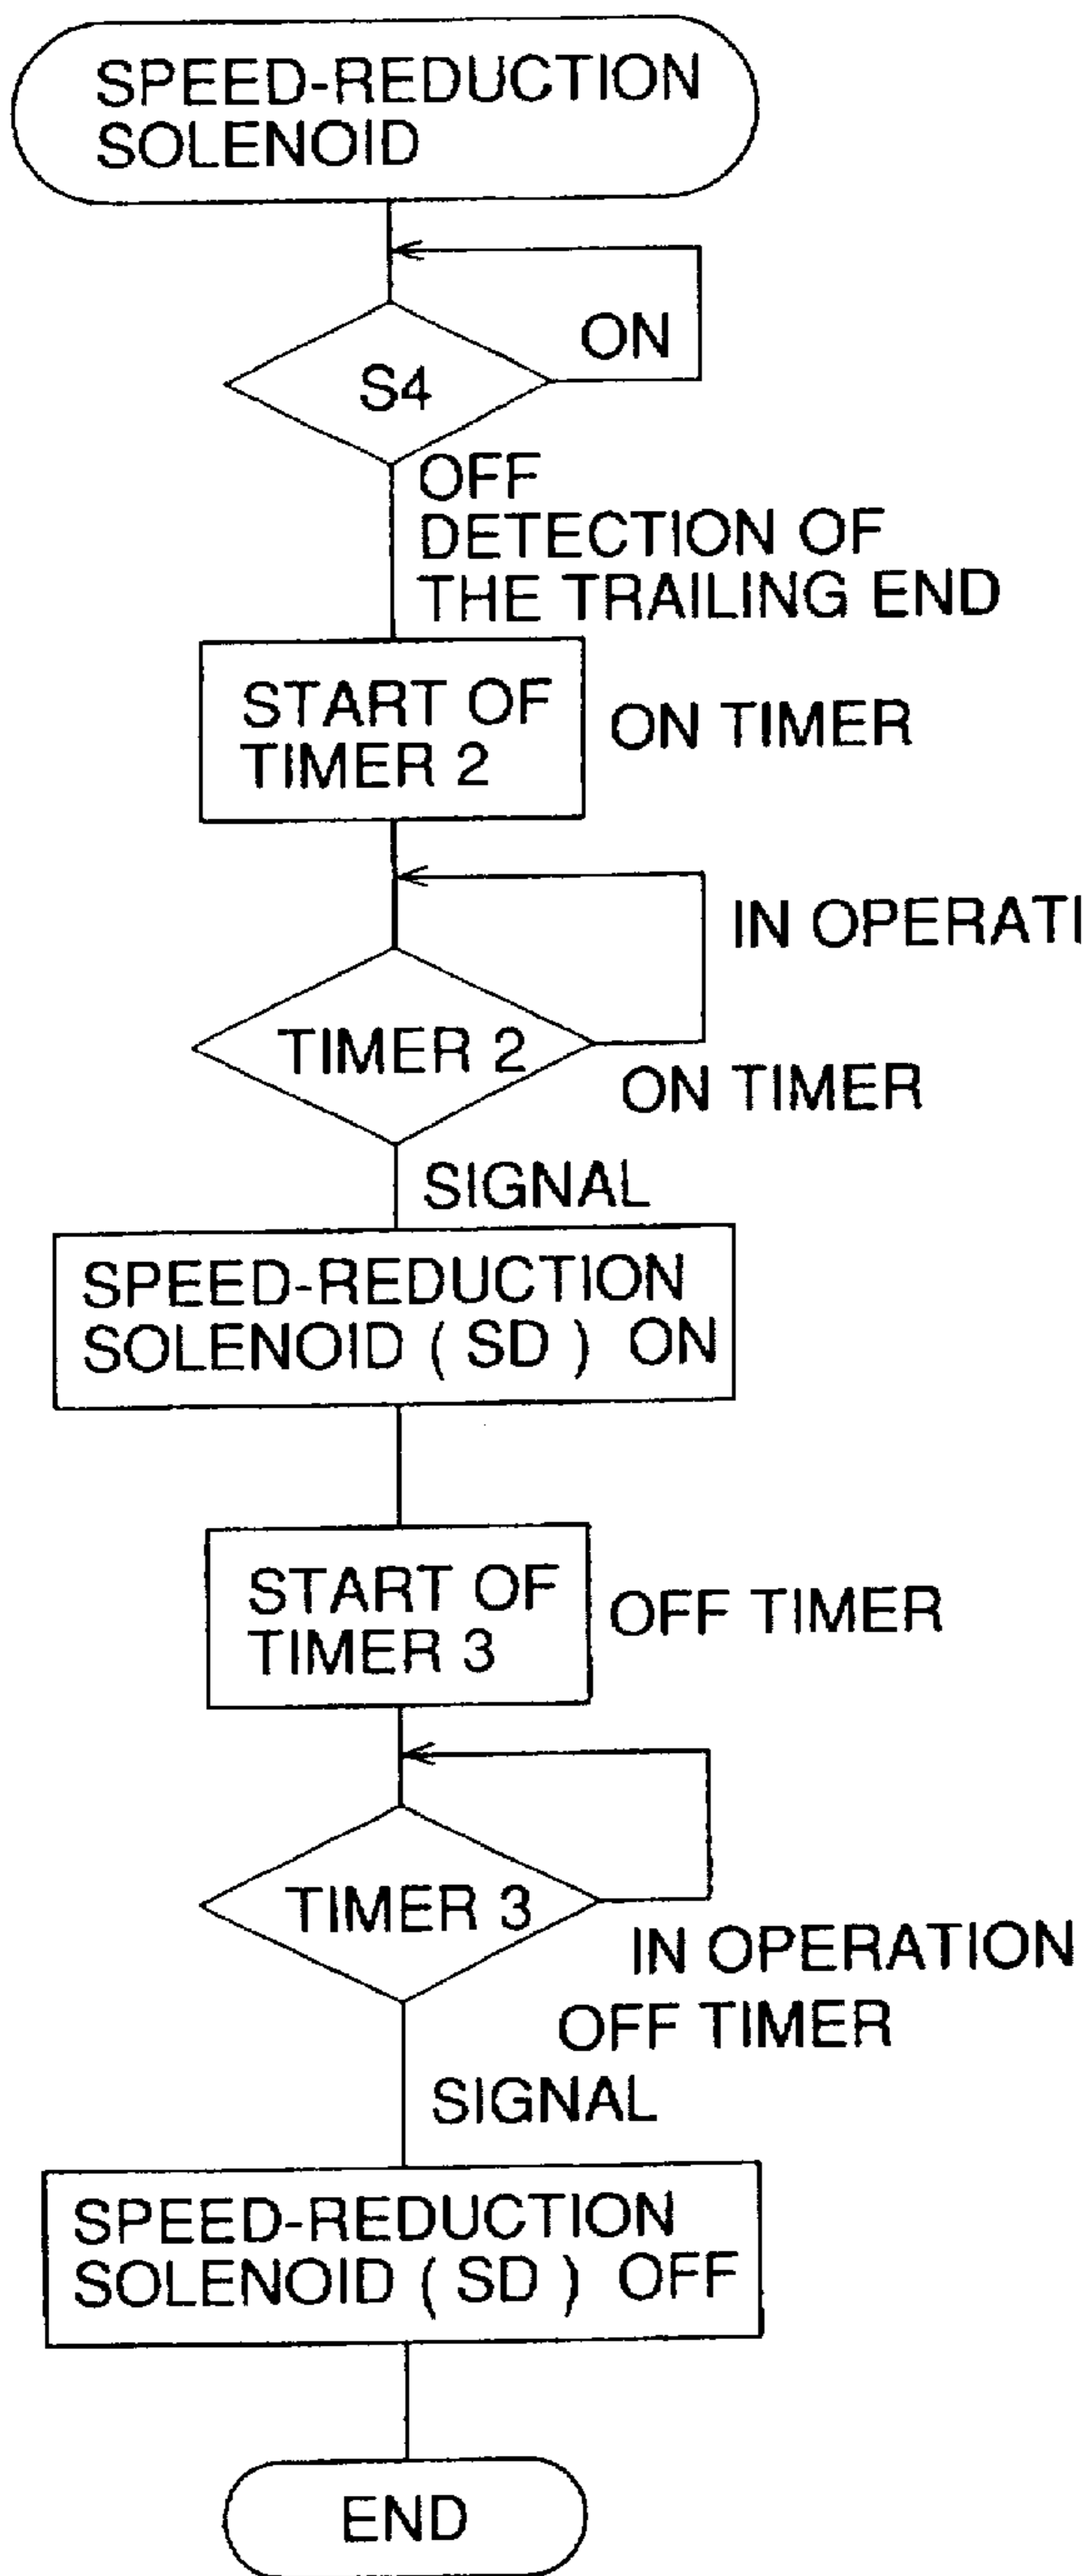 SPEED-REDUCTION
SOLENOID
ON
S4
OFF
DETECTION OF
THE TRAILING END
START OF
TIMER 2
ON TIMER
IN OPERATI
TIMER 2
ON TIMER
SIGNAL
SPEED-REDUCTION
SOLENOID ( SD ) ON
START OF
TIMER 3
OFF TIMER
TIMER 3
IN OPERATION
OFF TIMER
SIGNAL
SPEED-REDUCTION
SOLENOID ( SD ) OFF
END